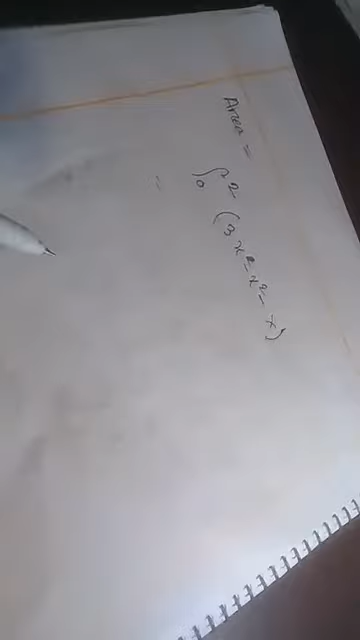 Area =
∫₀² (3x² - x² - x)
=